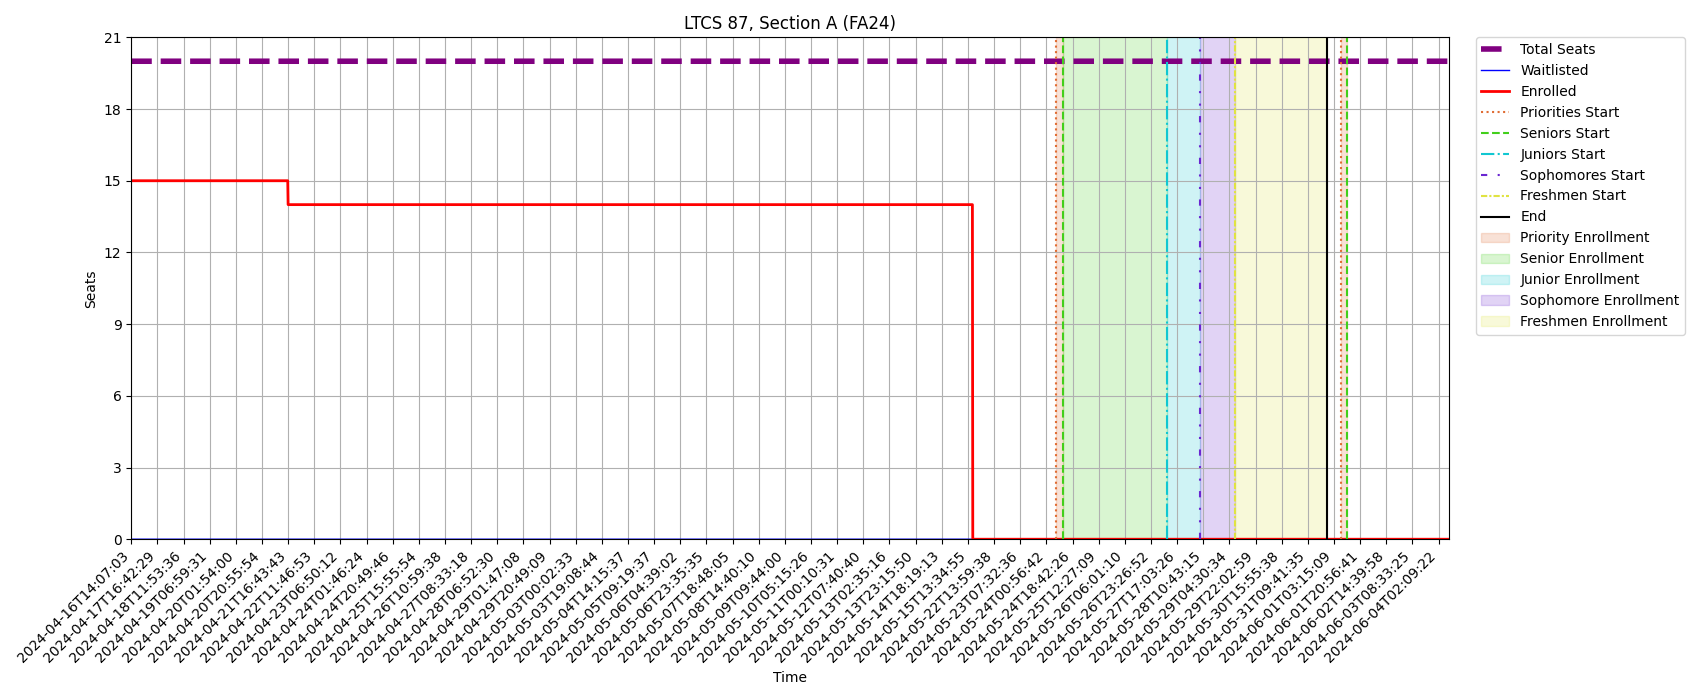 LTCS 87, Section A (FA24)
21
18
15
12
9
6
3
0
Seats
2024-04-16T14:07:03
2024-04-17T16:42:29
2024-04-18T11:53:36
2024-04-19T06:59:31
2024-04-20T01:54:00
2024-04-20T20:55:54
2024-04-21T16:43:43
2024-04-22T11:46:53
2024-04-23T06:50:12
2024-04-24T01:46:24
2024-04-24T20:49:46
2024-04-25T15:55:54
2024-04-26T10:59:38
2024-04-27T08:33:18
2024-04-28T06:52:30
2024-04-29T01:47:08
2024-04-29T20:49:09
2024-05-03T00:02:33
2024-05-03T19:08:44
2024-05-04T14:15:37
2024-05-05T09:19:37
2024-05-06T04:39:02
2024-05-06T23:35:35
2024-05-07T18:48:05
2024-05-08T14:40:10
2024-05-09T09:44:00
2024-05-10T05:15:26
2024-05-11T00:10:31
2024-05-12T07:40:40
2024-05-13T02:35:16
2024-05-13T23:15:50
2024-05-14T18:19:13
2024-05-15T13:34:55
2024-05-22T13:59:38
2024-05-23T07:32:36
2024-05-24T00:56:42
2024-05-24T18:42:26
2024-05-25T12:27:09
2024-05-26T06:01:10
2024-05-26T23:26:52
2024-05-27T17:03:26
2024-05-28T10:43:15
2024-05-29T04:30:34
2024-05-29T22:02:59
2024-05-30T15:55:38
2024-05-31T09:41:35
2024-06-01T03:15:09
2024-06-01T20:56:41
2024-06-02T14:39:58
2024-06-03T08:33:25
2024-06-04T02:09:22
Time
Total Seats
Waitlisted
Enrolled
Priorities Start
Seniors Start
Juniors Start
Sophomores Start
Freshmen Start
End
Priority Enrollment
Senior Enrollment
Junior Enrollment
Sophomore Enrollment
Freshmen Enrollment